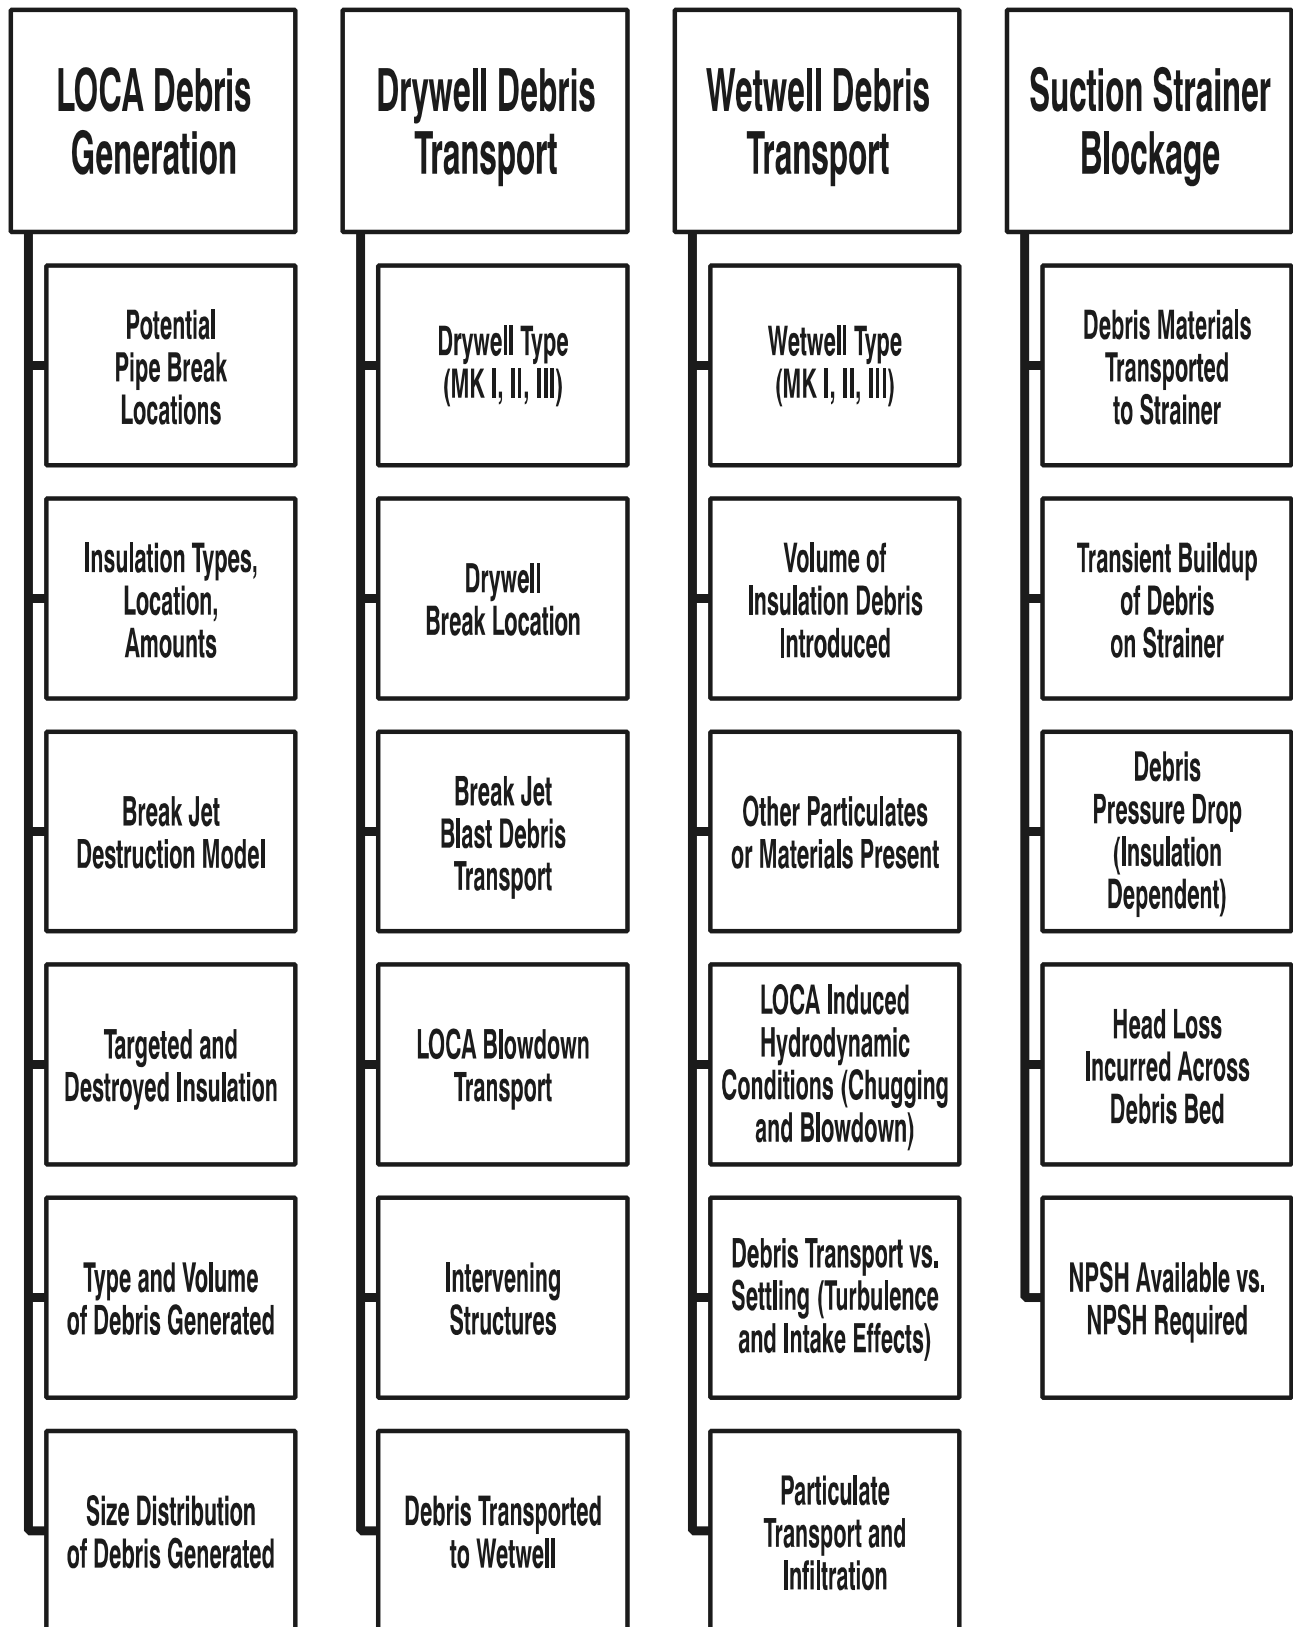 LOCA Debris
Generation
Potential
Pipe Break
Locations
Insulation Types,
Location,
Amounts
Break Jet
Destruction Model
Targeted and
Destroyed Insulation
Type and Volume
of Debris Generated
Size Distribution
of Debris Generated
Drywell Debris
Transport
Drywell Type
(MK I, II, III)
Drywell
Break Location
Break Jet
Blast Debris
Transport
LOCA Blowdown
Transport
Intervening
Structures
Debris Transported
to Wetwell
Wetwell Debris
Transport
Wetwell Type
(MK I, II, III)
Volume of
Insulation Debris
Introduced
Other Particulates
or Materials Present
LOCA Induced
Hydrodynamic
Conditions (Chugging
and Blowdown)
Debris Transport vs.
Settling (Turbulence
and Intake Effects)
Particulate
Transport and
Infiltration
Suction Strainer
Blockage
Debris Materials
Transported
to Strainer
Transient Buildup
of Debris
on Strainer
Debris
Pressure Drop
(Insulation
Dependent)
Head Loss
Incurred Across
Debris Bed
NPSH Available vs.
NPSH Required